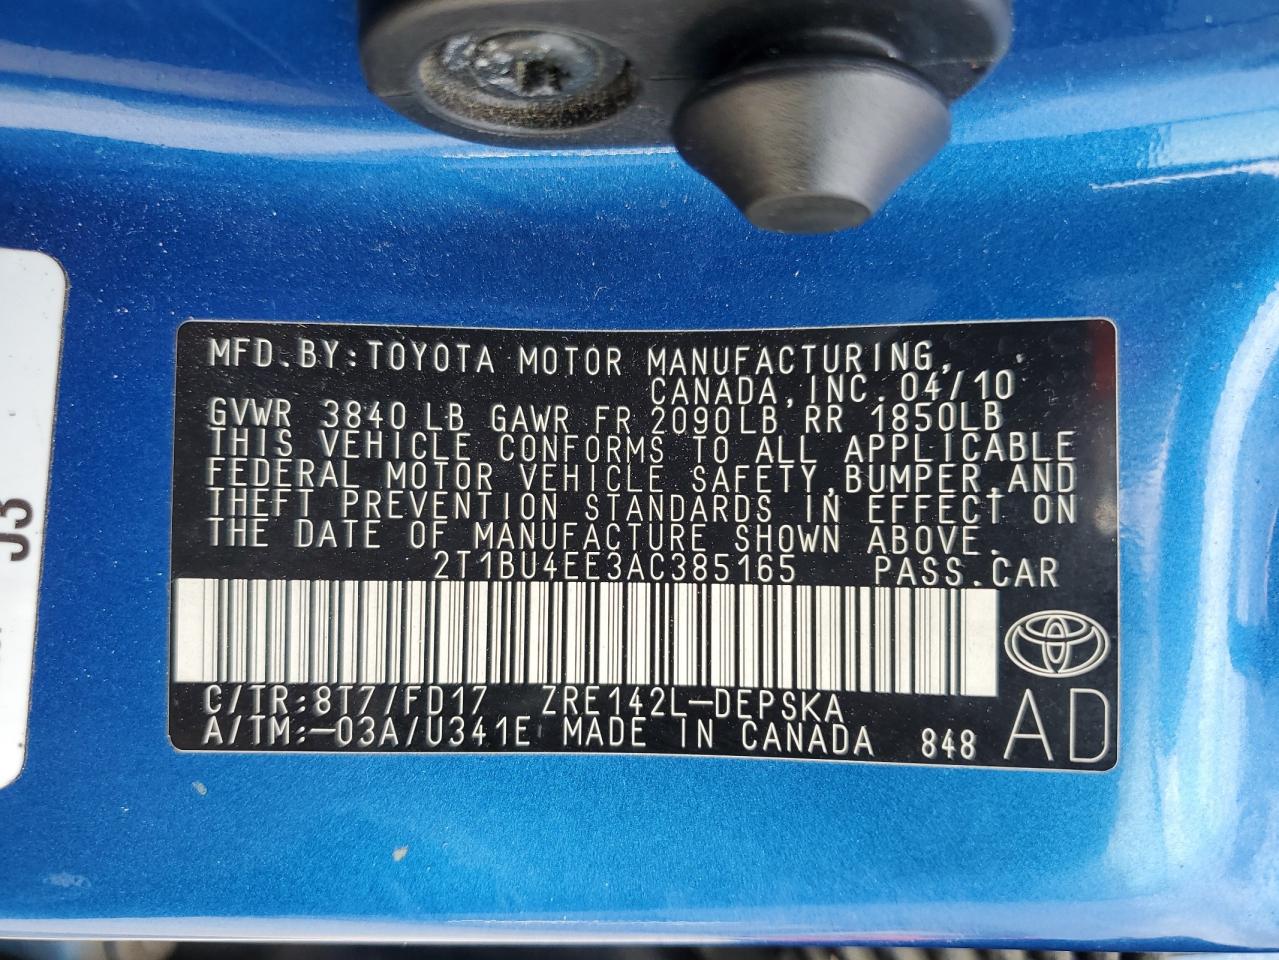 MFD.BY:TOYOTA MOTOR MANUFACTURING,
CANADA,INC.04/10
GVWR 3840 LB GAWR FR 2090LB RR 1850LB
THIS VEHICLE CONFORMS TO ALL APPLICABLE
FEDERAL MOTOR VEHICLE SAFETY,BUMPER,AND
THEFT PREVENTION STANDARDS IN EFFECT ON
THE DATE OF MANUFACTURE SHOWN ABOVE.
2T1BU4EE3AC385165 PASS.CAR
C/TR:8T7/FD17 ZRE142L-DEPSKA
A/TM:-03A/U341E MADE IN CANADA 848 AD